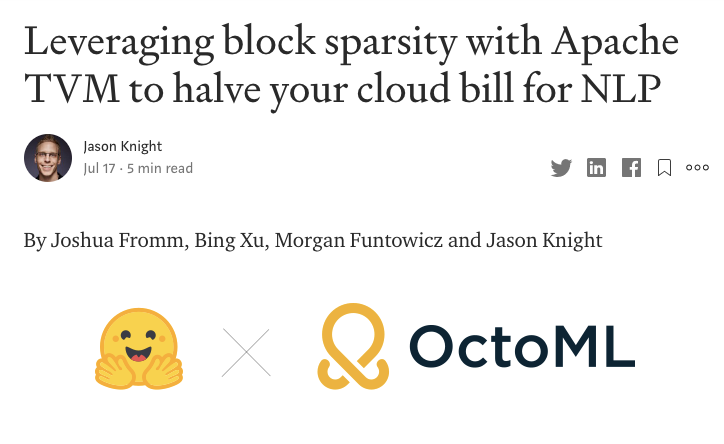 Leveraging block sparsity with Apache
TVM to halve your cloud bill for NLP
Jason Knight
Jul 17 · 5 min read
By Joshua Fromm, Bing Xu, Morgan Funtowicz and Jason Knight
OctoML